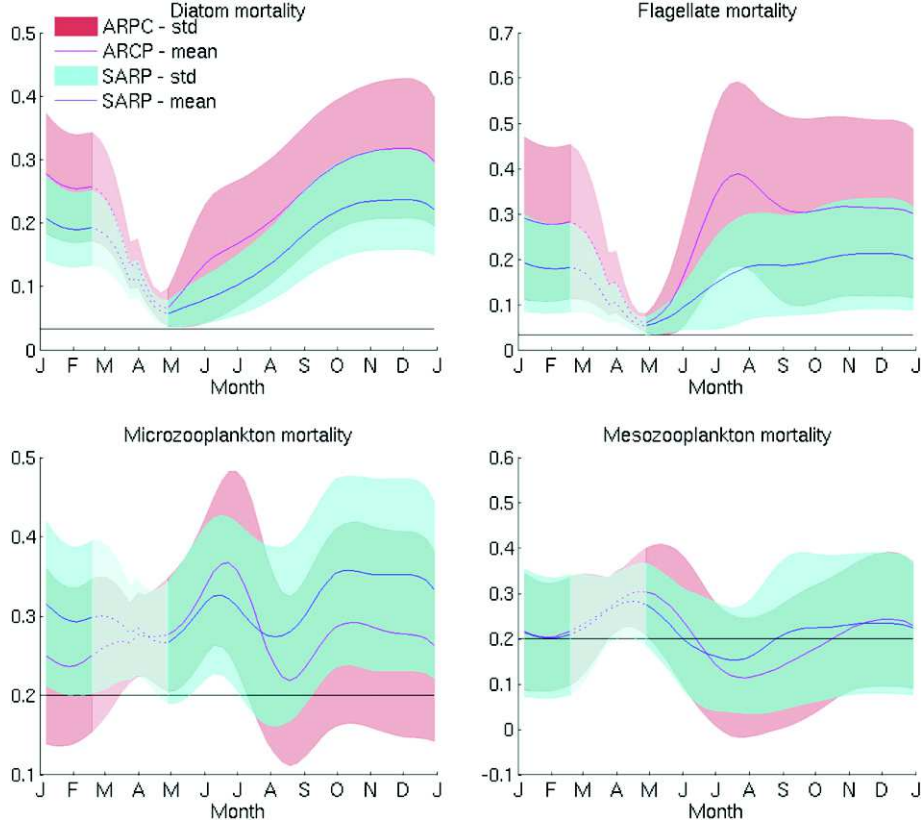 Diatom mortality
0.5
0.4
0.3
0.2
0.1
0
ARPC - std
ARCP - mean
SARP - std
SARP - mean
J F M A M J J A S O N D J
Month
Flagellate mortality
0.7
0.6
0.5
0.4
0.3
0.2
0.1
0
J F M A M J J A S O N D J
Month
Microzooplankton mortality
0.5
0.4
0.3
0.2
0.1
J F M A M J J A S O N D J
Month
Mesozooplankton mortality
0.6
0.5
0.4
0.3
0.2
0.1
0
-0.1
J F M A M J J A S O N D J
Month